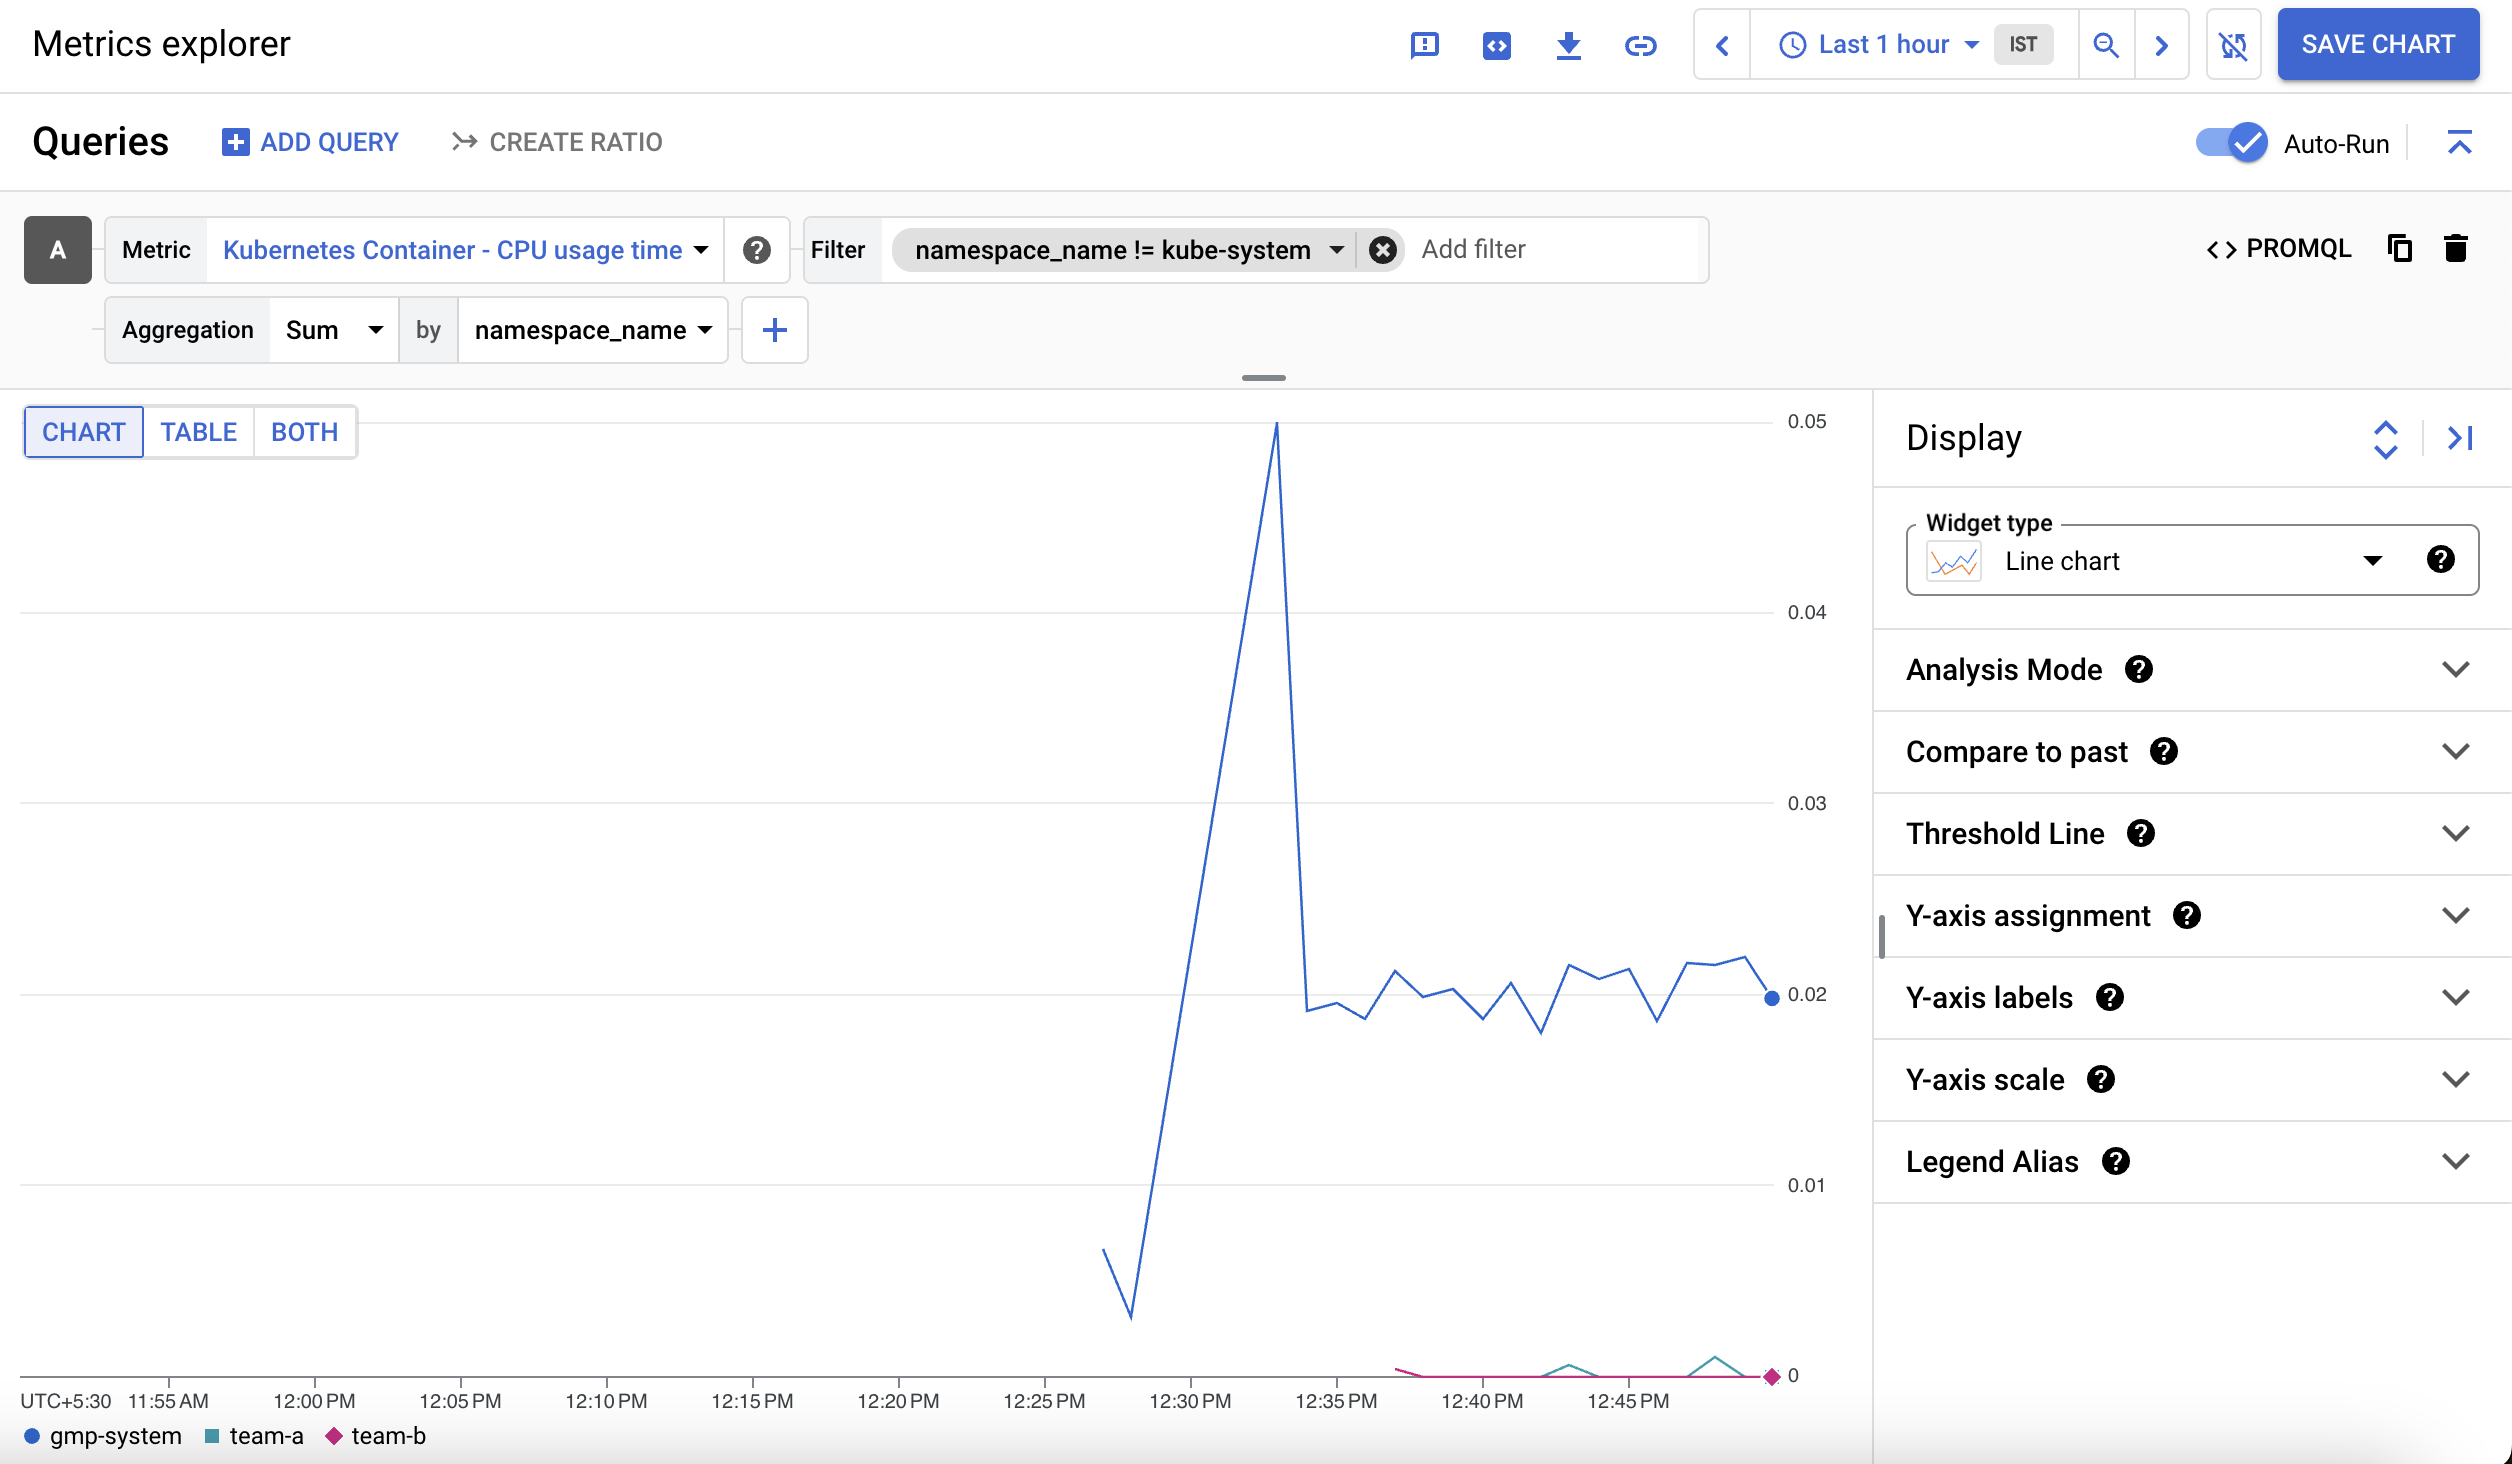 Metrics explorer
Last 1 hour IST
SAVE CHART
Queries ADD QUERY CREATE RATIO Auto-Run
A Metric Kubernetes Container - CPU usage time Filter namespace_name != kube-system Add filter PROMQL
Aggregation Sum by namespace_name
CHART TABLE BOTH
0.05
0.04
0.03
0.02
0.01
0
UTC+5:30 11:55 AM 12:00 PM 12:05 PM 12:10 PM 12:15 PM 12:20 PM 12:25 PM 12:30 PM 12:35 PM 12:40 PM 12:45 PM
gmp-system team-a team-b
Display
Widget type
Line chart
Analysis Mode
Compare to past
Threshold Line
Y-axis assignment
Y-axis labels
Y-axis scale
Legend Alias